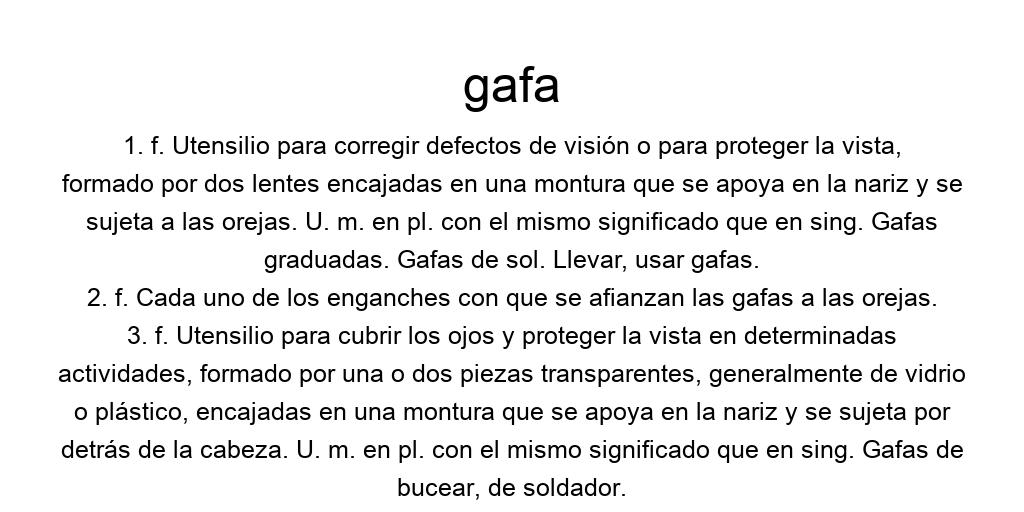 gafa
1. f. Utensilio para corregir defectos de visión o para proteger la vista,
formado por dos lentes encajadas en una montura que se apoya en la nariz y se
sujeta a las orejas. U. m. en pl. con el mismo significado que en sing. Gafas
graduadas. Gafas de sol. Llevar, usar gafas.
2. f. Cada uno de los enganches con que se afianzan las gafas a las orejas.
3. f. Utensilio para cubrir los ojos y proteger la vista en determinadas
actividades, formado por una o dos piezas transparentes, generalmente de vidrio
o plástico, encajadas en una montura que se apoya en la nariz y se sujeta por
detrás de la cabeza. U. m. en pl. con el mismo significado que en sing. Gafas de
bucear, de soldador.